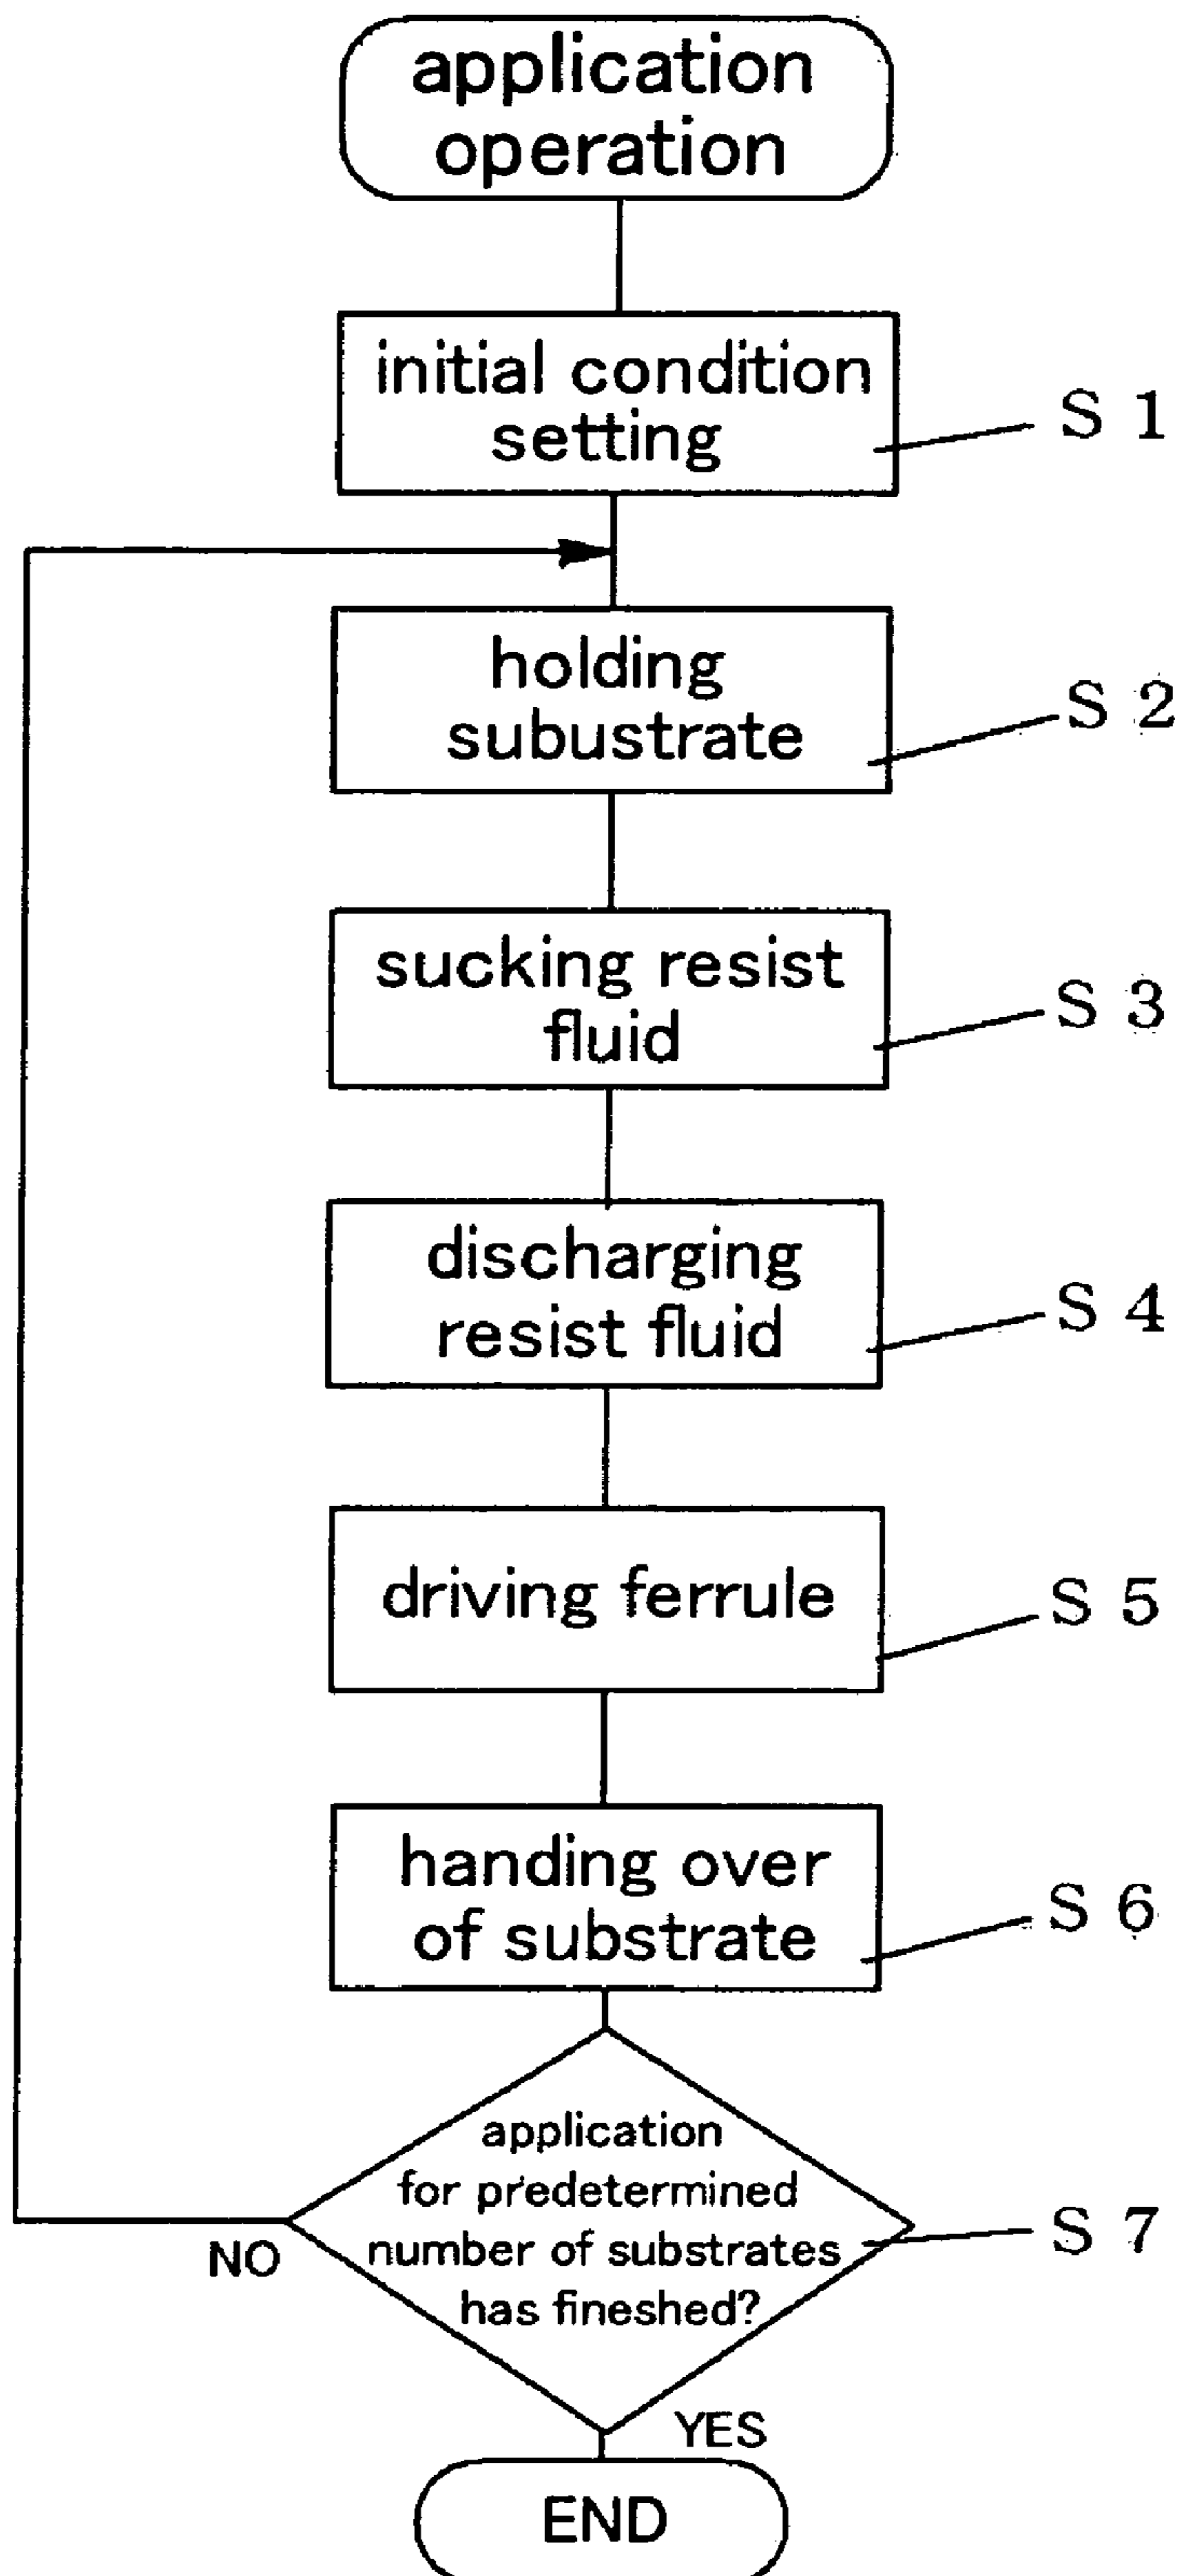 application
operation
initial condition
setting
S 1
holding
subustrate
S 2
sucking resist
fluid
S 3
discharging
resist fluid
S 4
driving ferrule
S 5
handing over
of substrate
S 6
application
for predetermined
number of substrates
has fineshed?
S 7
NO
YES
END